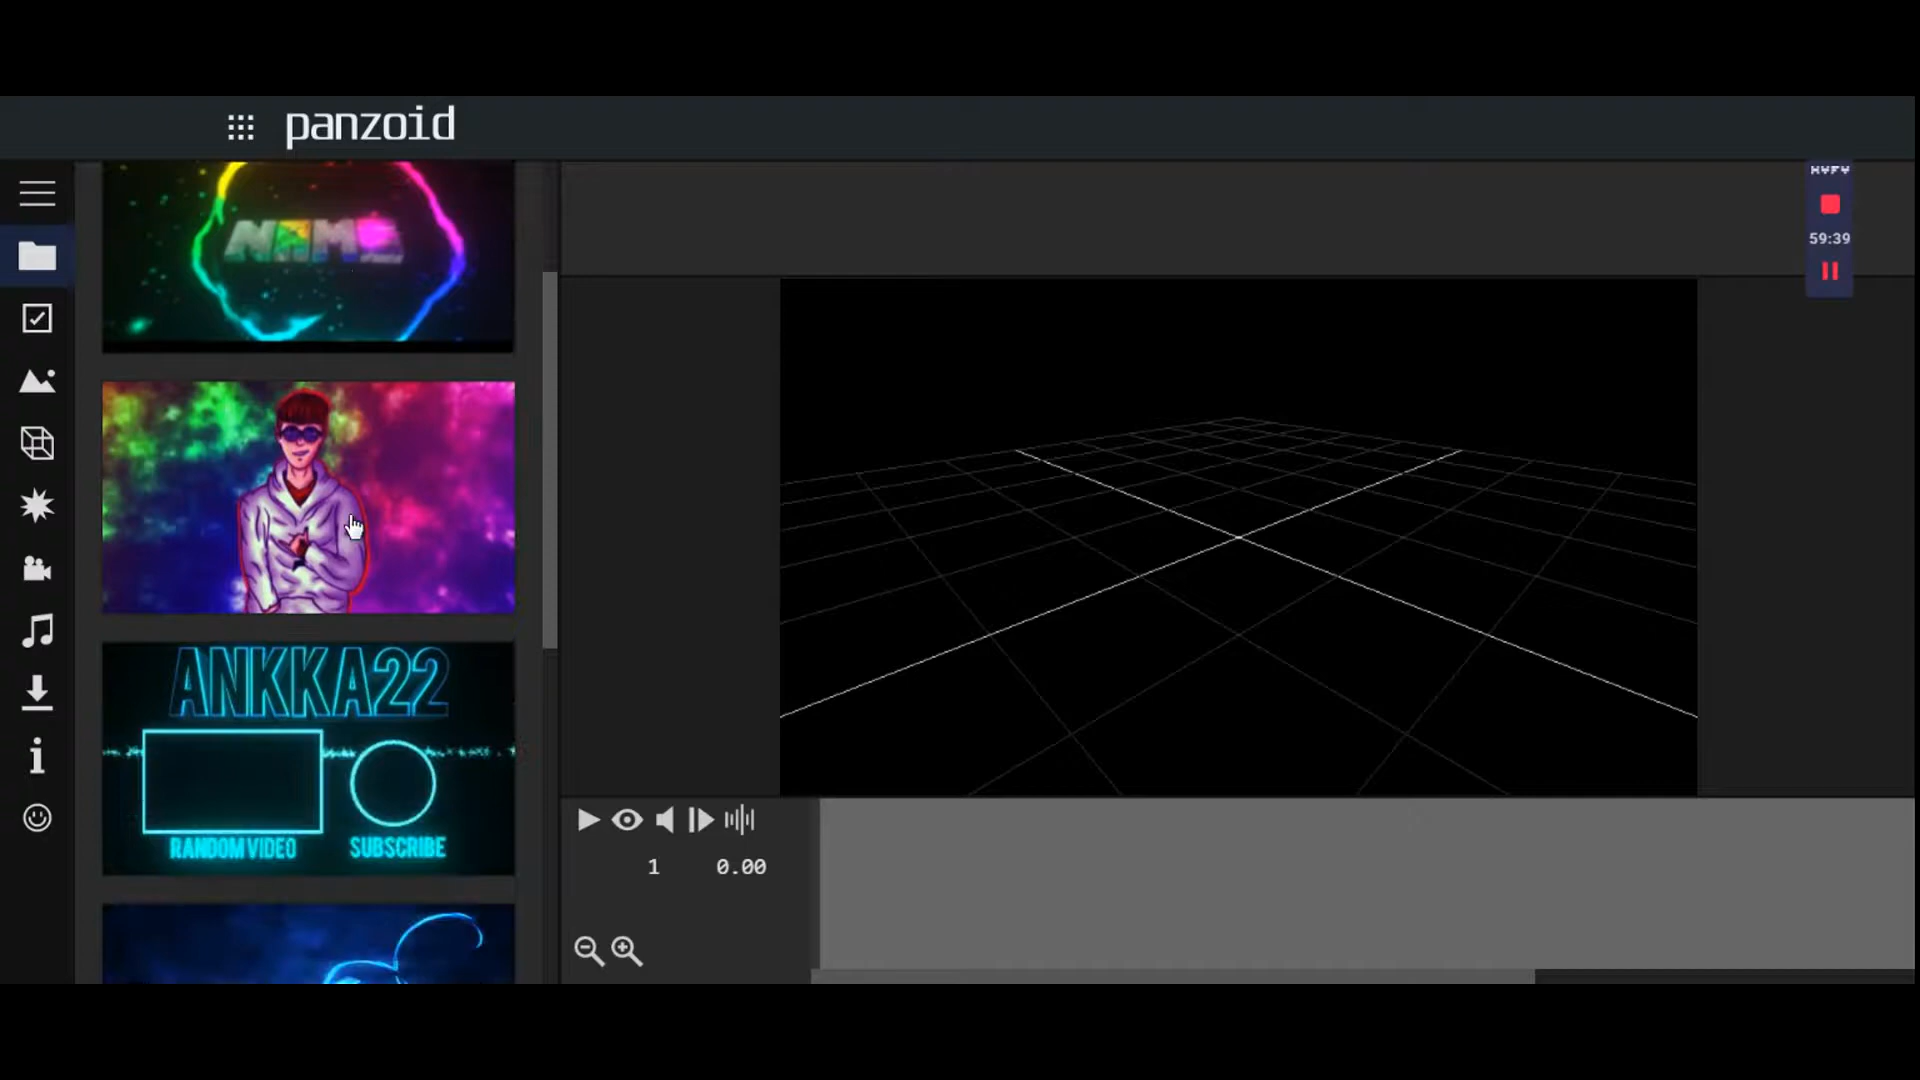 panzoid
NAME
59:39
ANKKA22
RANDOM VIDEO
SUBSCRIBE
1 0.00